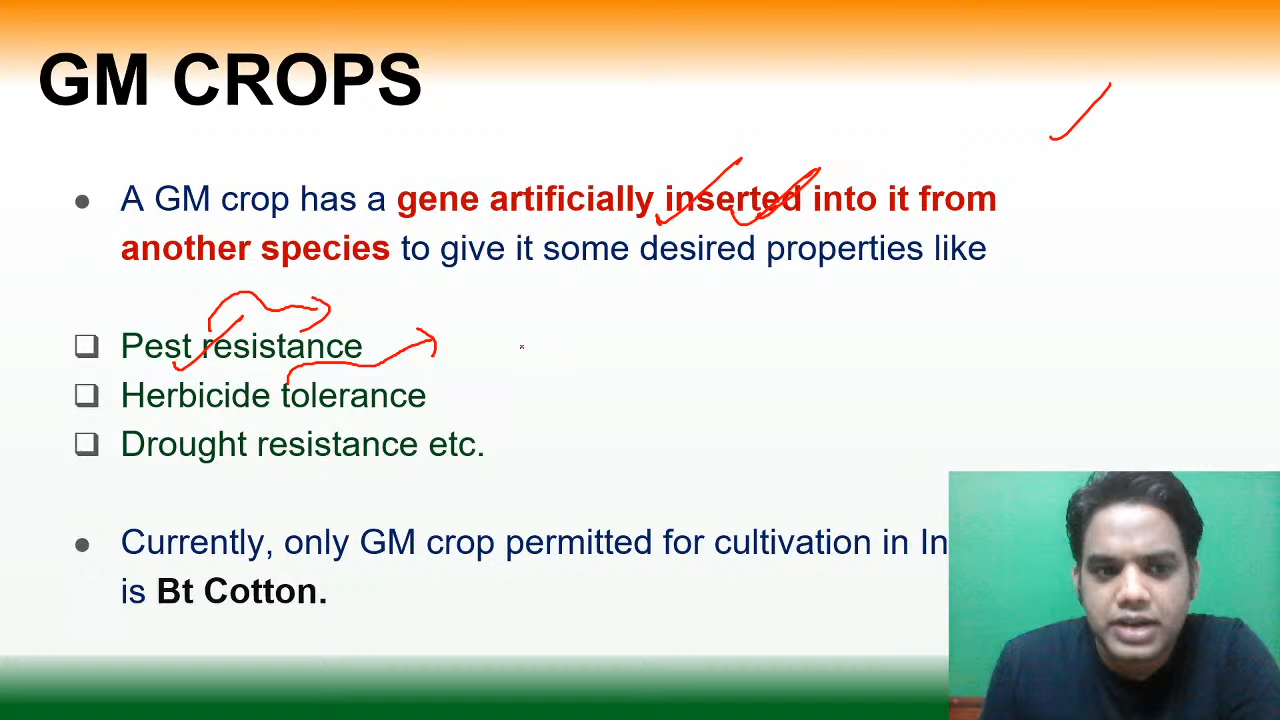 GM CROPS
A GM crop has a gene artificially inserted into it from
another species to give it some desired properties like
Pest resistance
Herbicide tolerance
Drought resistance etc.
Currently, only GM crop permitted for cultivation in In
is Bt Cotton.